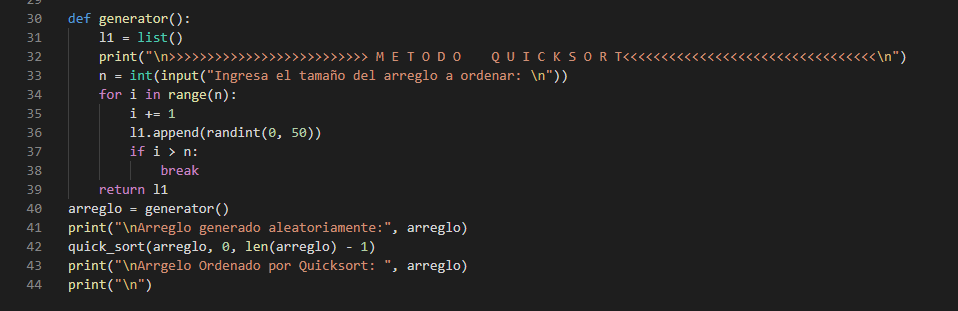 29
30 def generator():
31     l1 = list()
32     print("\n>>>>>>>>>>>>>>>>>>>>>>>>>> M E T O D O    Q U I C K S O R T<<<<<<<<<<<<<<<<<<<<<<<<<<<<<<<<<\n")
33     n = int(input("Ingresa el tamaño del arreglo a ordenar: \n"))
34     for i in range(n):
35         i += 1
36         l1.append(randint(0, 50))
37         if i > n:
38             break
39     return l1
40 arreglo = generator()
41 print("\nArreglo generado aleatoriamente:", arreglo)
42 quick_sort(arreglo, 0, len(arreglo) - 1)
43 print("\nArrgelo Ordenado por Quicksort: ", arreglo)
44 print("\n")